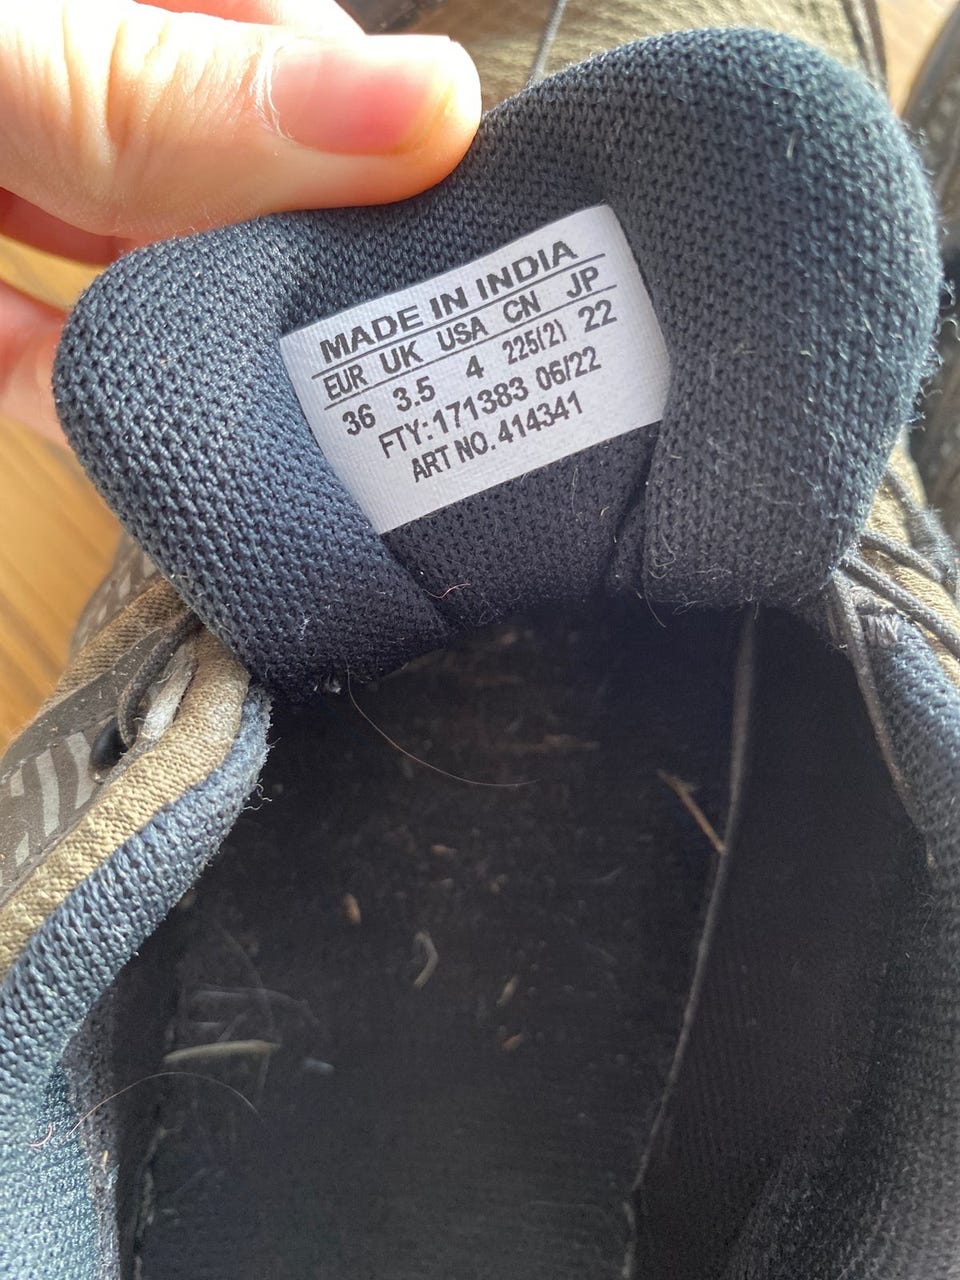 MADE IN INDIA
EUR UK USA CN JP
36 3.5 4 225(2) 22
FTY:171383 06/22
ART NO. 414341